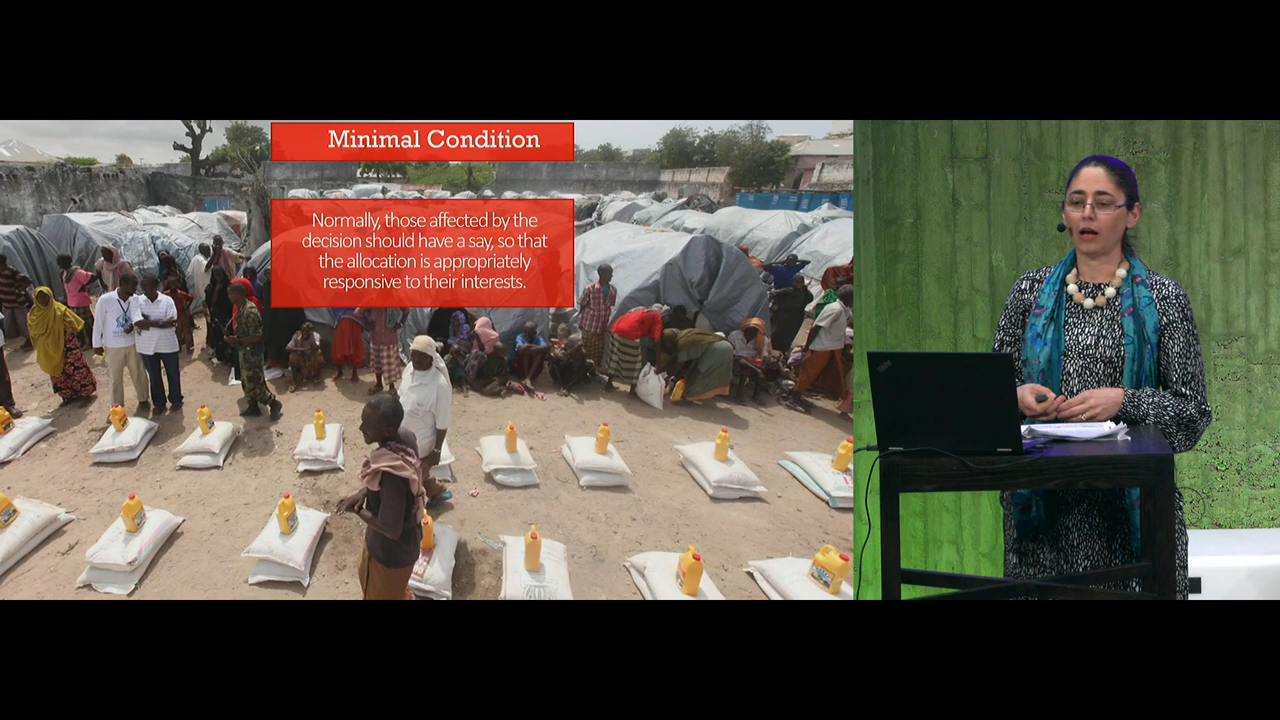 Minimal Condition
Normally, those affected by the
decision should have a say, so that
the allocation is appropriately
responsive to their interests.